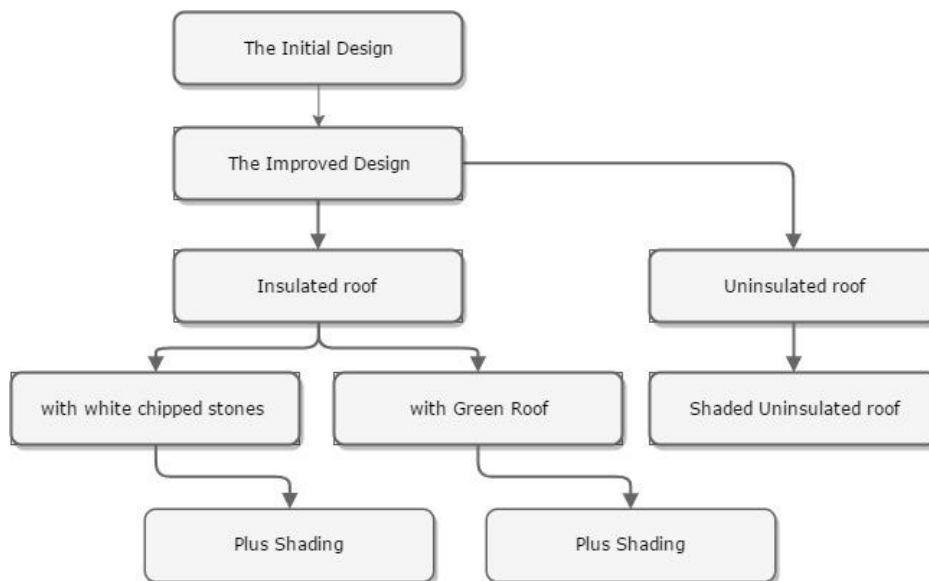 The Initial Design
The Improved Design
Insulated roof
Uninsulated roof
with white chipped stones
with Green Roof
Shaded Uninsulated roof
Plus Shading
Plus Shading